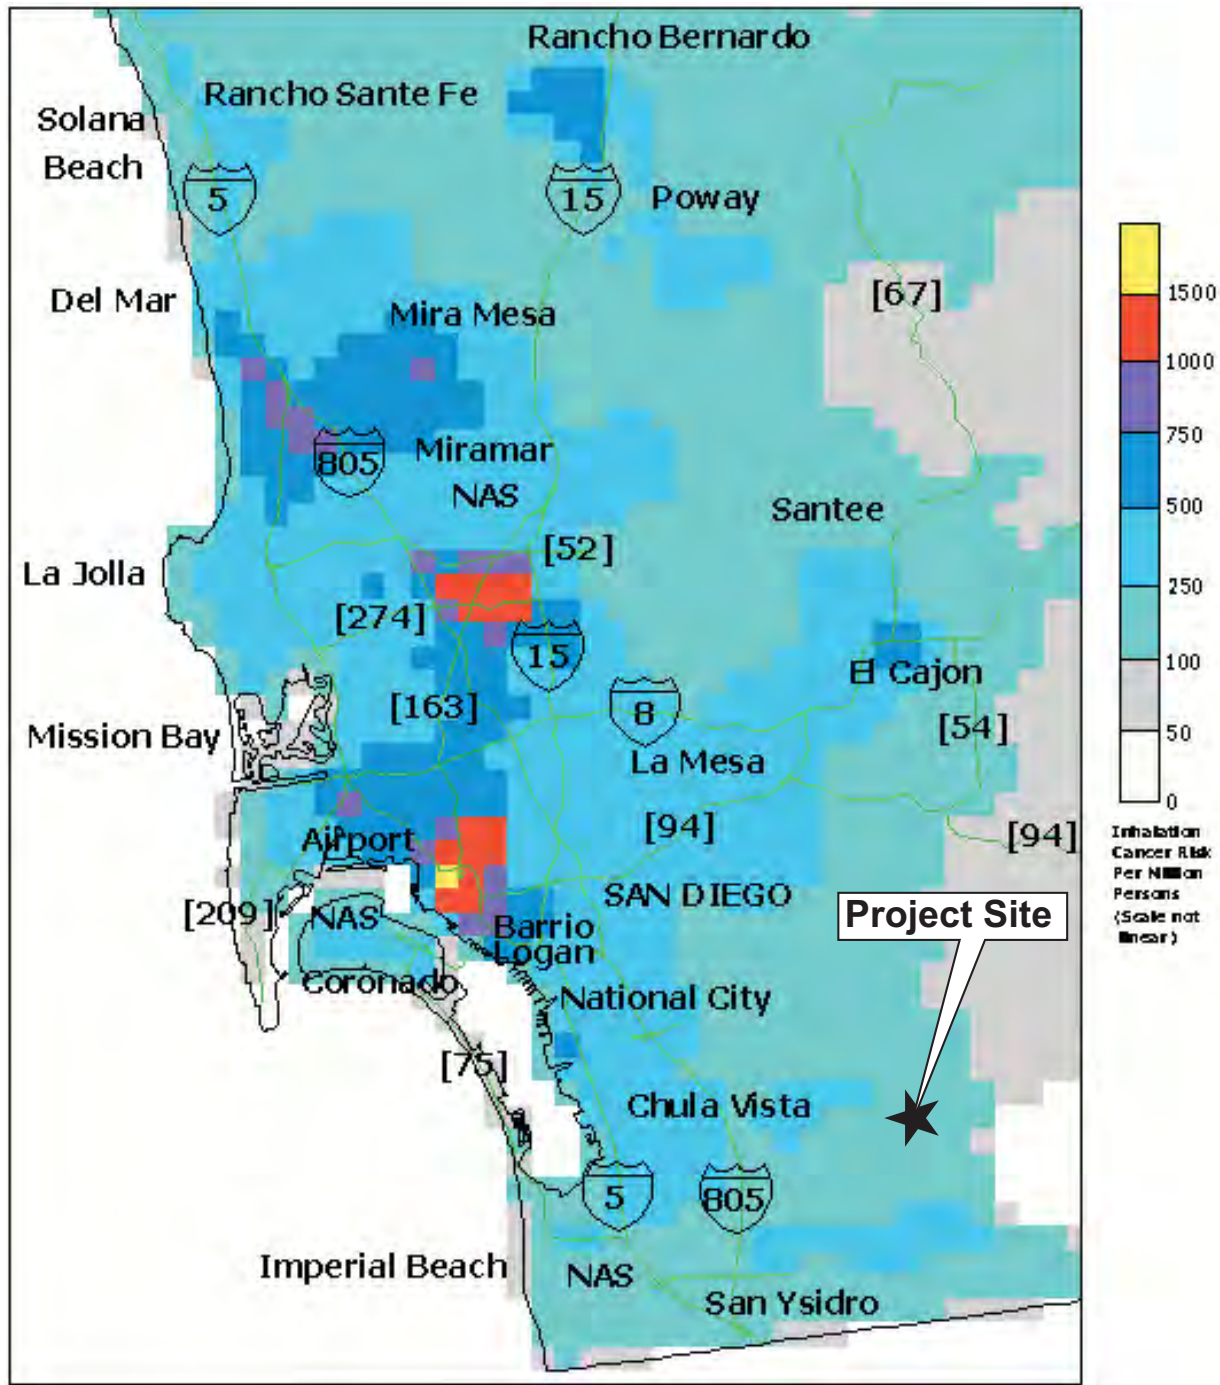 Rancho Bernardo
Rancho Sante Fe
Solana
Beach
5
15
Poway
Del Mar
[67]
Mira Mesa
1500
1000
750
500
250
100
50
0
805
Miramar
NAS
Santee
[52]
La Jolla
[274]
15
El Cajon
[163]
8
[54]
Mission Bay
La Mesa
[94]
[94]
Airport
Inhalation
Cancer Risk
Per Million
Persons
(Scale not
linear)
SAN DIEGO
[209]
NAS
Project Site
Barrio
Logan
Coronado
National City
[75]
Chula Vista
5
805
Imperial Beach
NAS
San Ysidro